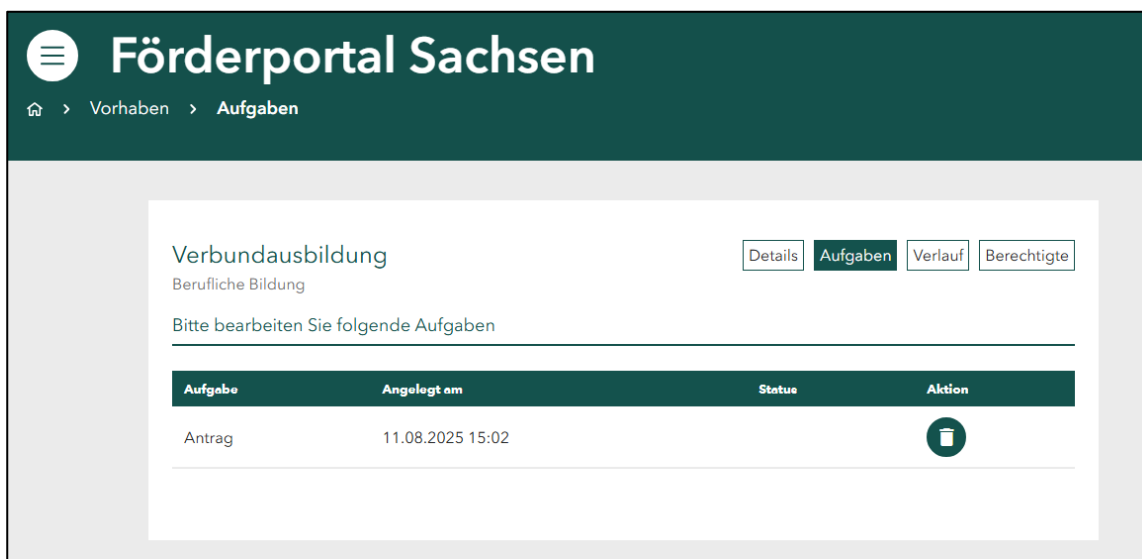 Förderportal Sachsen
Vorhaben > Aufgaben
Verbundausbildung
Details Aufgaben Verlauf Berechtigte
Berufliche Bildung
Bitte bearbeiten Sie folgende Aufgaben
Aufgabe Angelegt am Status Aktion
Antrag 11.08.2025 15:02